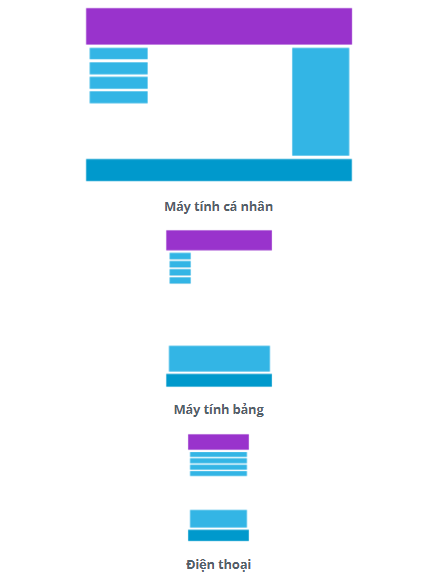 Máy tính cá nhân
Máy tính bảng
Điện thoại